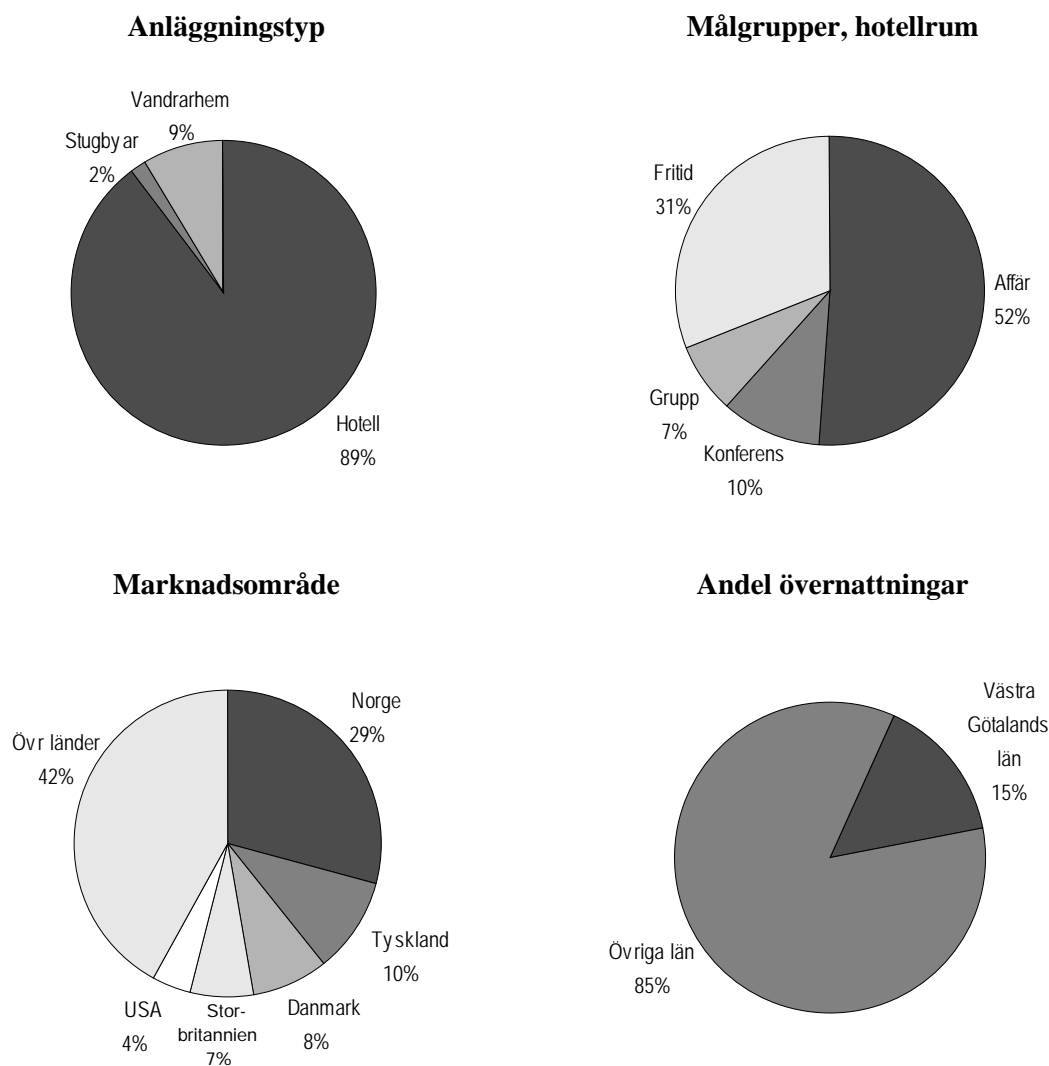 Anläggningstyp
Vandrarhem
9%
Stugbyar
2%
Hotell
89%
Målgrupper, hotellrum
Fritid
31%
Affär
52%
Grupp
7%
Konferens
10%
Marknadsområde
Norge
29%
Övr länder
42%
Tyskland
10%
USA
4%
Stor-
britannien
7%
Danmark
8%
Andel övernattningar
Västra
Götalands
län
15%
Övriga län
85%